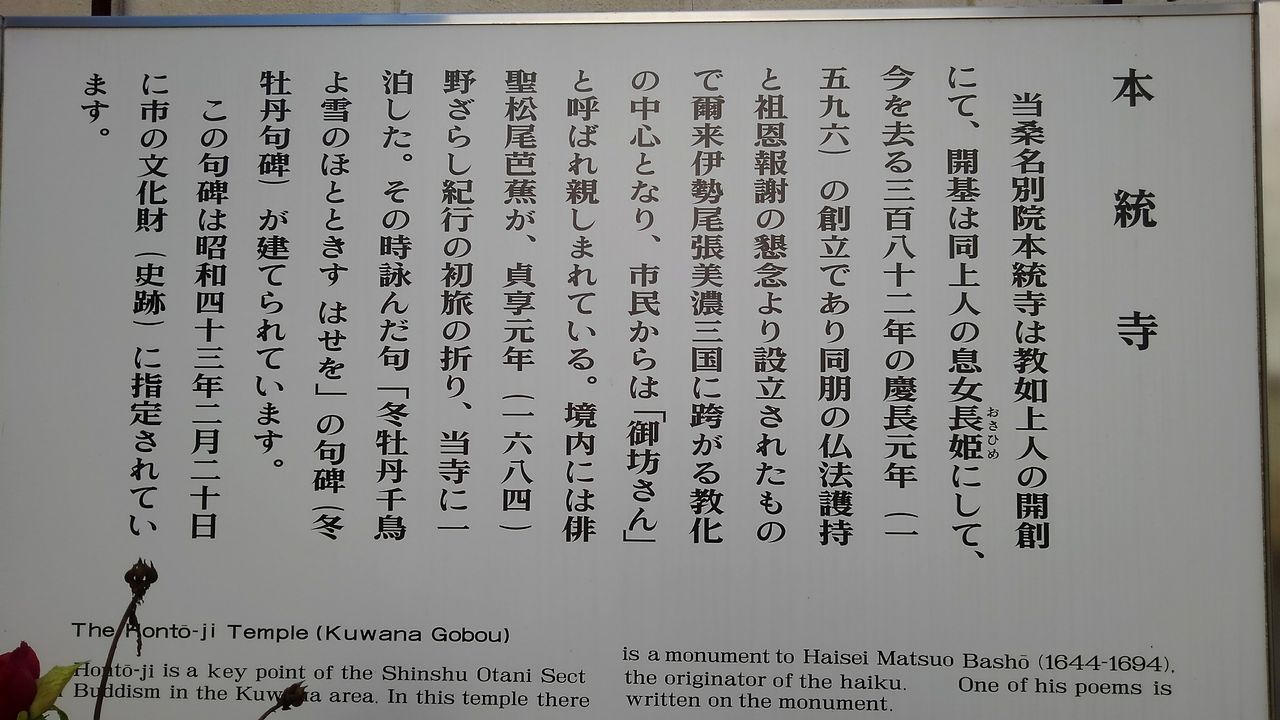 本統寺
当桑名別院本統寺は教如上人の開創
にて、開基は同上人の息女長姫にして、
おさひめ
今を去る三百八十二年の慶長元年（一
五九六）の創立であり同朋の仏法護持
と祖恩報謝の懇念より設立されたもの
で爾来伊勢尾張美濃三国に跨がる教化
の中心となり、市民からは「御坊さん」
と呼ばれ親しまれている。境内には俳
聖松尾芭蕉が、貞享元年（一六八四）
野ざらし紀行の初旅の折り、当寺に一
泊した。その時詠んだ句「冬牡丹千鳥
よ雪のほとときす はせを」の句碑（冬
牡丹句碑）が建てられています。
この句碑は昭和四十三年二月二十日
に市の文化財（史跡）に指定されてい
ます。
The Hontō-ji Temple (Kuwana Gobou)
Hontō-ji is a key point of the Shinshu Otani Sect
Buddism in the Kuwana area. In this temple there
is a monument to Haisei Matsuo Bashō (1644-1694),
the originator of the haiku. One of his poems is
written on the monument.